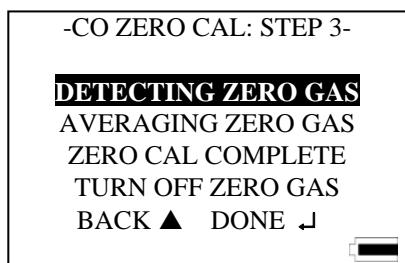 -CO ZERO CAL: STEP 3-
DETECTING ZERO GAS
AVERAGING ZERO GAS
ZERO CAL COMPLETE
TURN OFF ZERO GAS
BACK ▲ DONE ↵